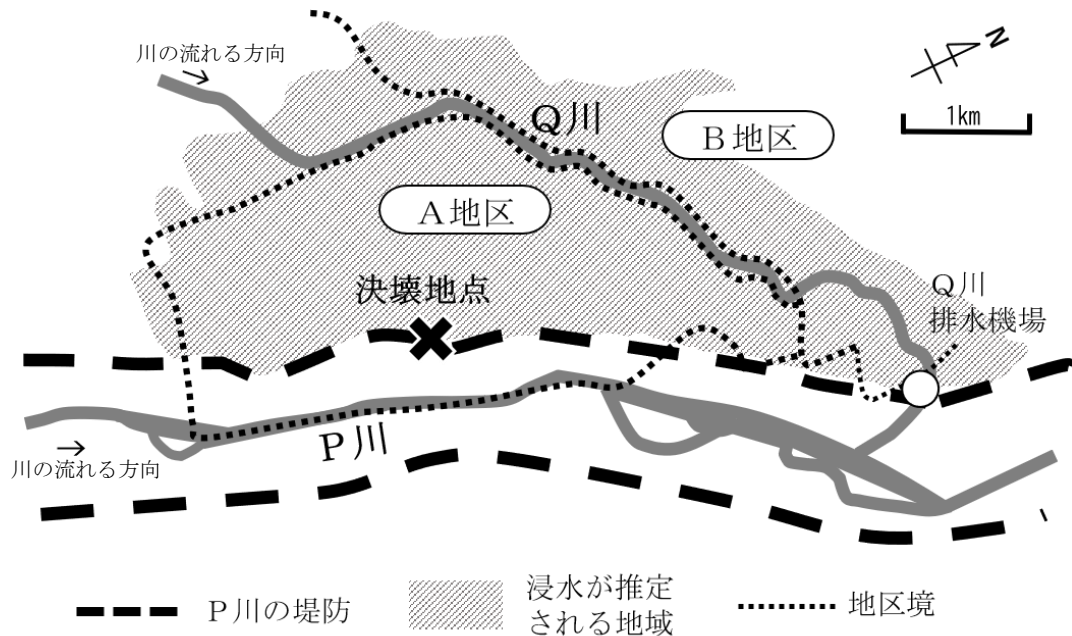 川の流れる方向
→
N
1km
Q川
B地区
A地区
決壊地点
Q川
排水機場
P川
→
川の流れる方向
P川の堤防
浸水が推定
される地域
地区境